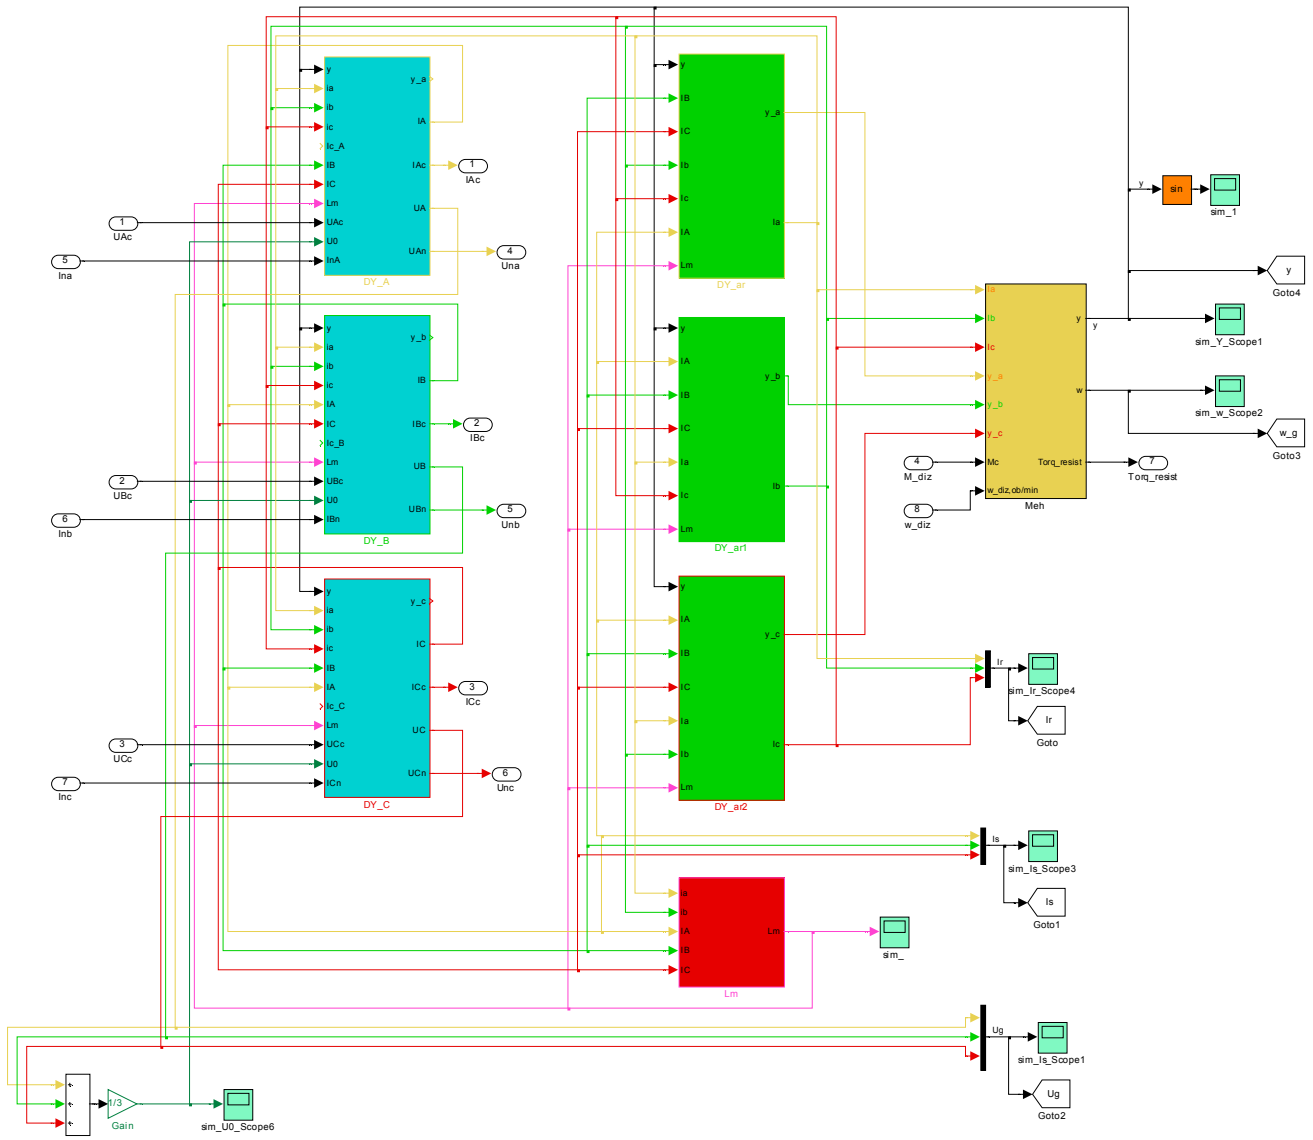 y
ia
ib
ic
Ic_A
IB
IC
Lm
UAc
U0
InA
y_a
IA
IAc
UA
UAn
DY_A
1
UAc
5
Ina
1
IAc
4
Una
y
ia
ib
ic
IA
IC
Ic_B
Lm
UBc
U0
IBn
y_b
IB
IBc
UB
UBn
DY_B
2
UBc
6
Inb
2
IBc
5
Unb
y
ia
ib
ic
IB
IA
Ic_C
Lm
UCc
U0
ICn
y_c
IC
ICc
UC
UCn
DY_C
3
UCc
7
Inc
3
ICc
6
Unc
y
IB
IC
Ib
Ic
IA
Lm
y_a
Ia
DY_ar
y
IA
IB
IC
Ia
Ic
Lm
y_b
Ib
DY_ar1
y
IA
IB
IC
Ia
Ib
Lm
y_c
Ic
DY_ar2
ia
ib
IA
IB
IC
Lm
Lm
sim_
Ia
Ib
Ic
y_a
y_b
y_c
Mc
w_diz,ob/min
y
w
Torq_resist
Meh
4
M_diz
8
w_diz
y
y
sin
sim_1
y
Goto4
sim_Y_Scope1
sim_w_Scope2
w_g
Goto3
7
Torq_resist
Ir
sim_Ir_Scope4
Ir
Goto
Is
sim_Is_Scope3
Is
Goto1
Ug
sim_Is_Scope1
Ug
Goto2
1/3
Gain
sim_U0_Scope6